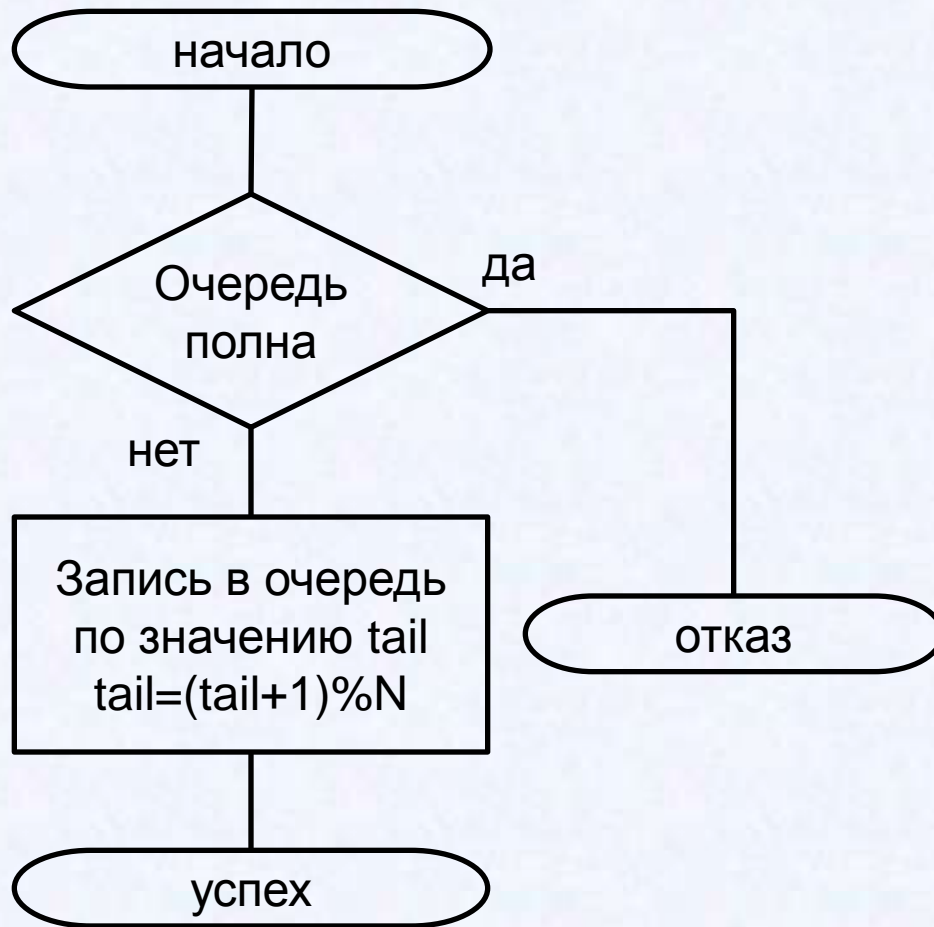 начало
Очередь
полна
да
нет
Запись в очередь
по значению tail
tail=(tail+1)%N
отказ
успех